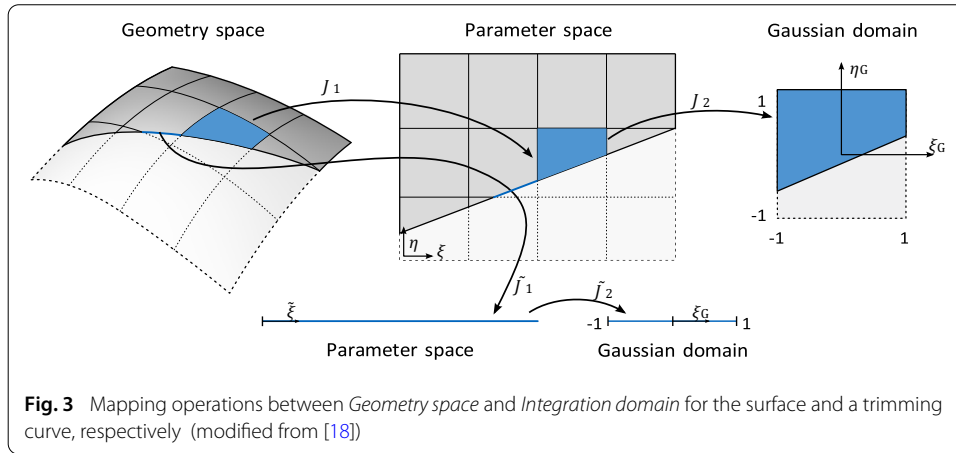 Geometry space
Parameter space
Gaussian domain
J 1
J 2
ηG
1
ξG
-1
-1
1
η
ξ
J̃ 1
J̃ 2
ξ̃
-1
ξG
1
Parameter space
Gaussian domain
Fig. 3 Mapping operations between Geometry space and Integration domain for the surface and a trimming
curve, respectively (modified from [18])